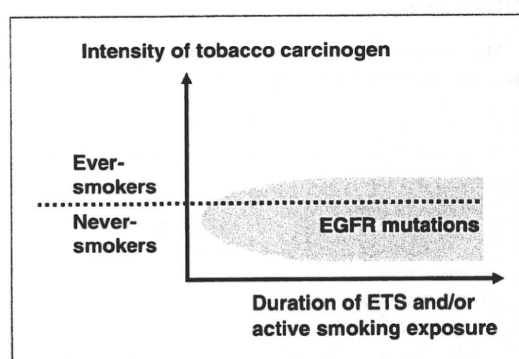 Intensity of tobacco carcinogen
Ever-
smokers
Never-
smokers
EGFR mutations
Duration of ETS and/or
active smoking exposure